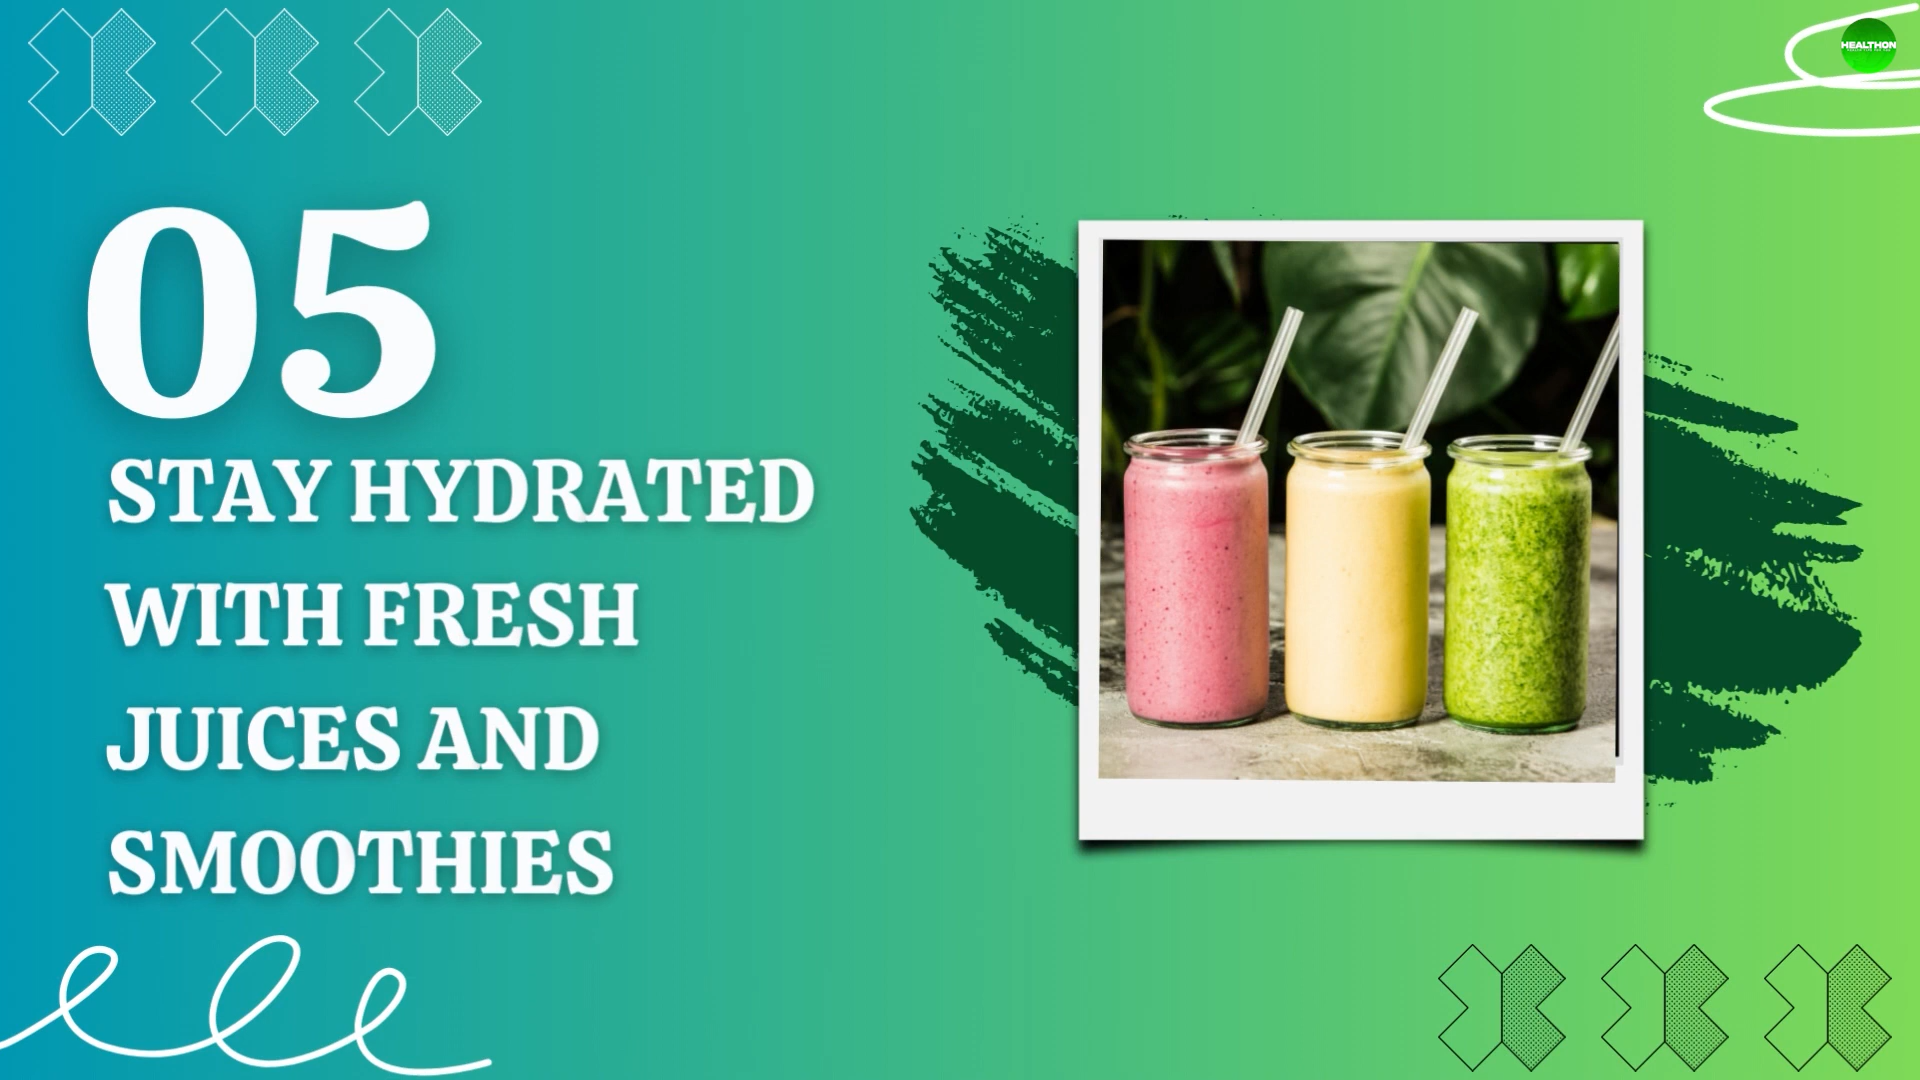 HEALTHON
05
STAY HYDRATED
WITH FRESH
JUICES AND
SMOOTHIES